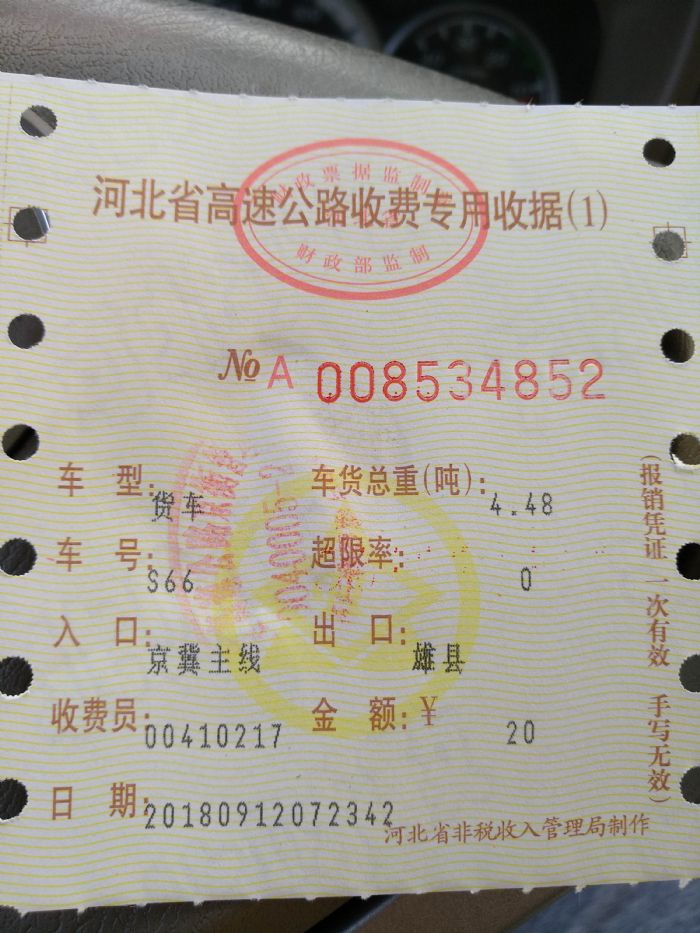 河北省高速公路收费专用收据(1)
财政票据监制章
财政部监制
No A 008534852
车 型: 货车 车货总重(吨): 4.48
车 号: S66 超限率: 0
入 口: 京冀主线 出 口: 雄县
收费员: 00410217 金 额: ¥ 20
日 期: 20180912072342
河北省非税收入管理局制作
(报销凭证 一次有效 手写无效)